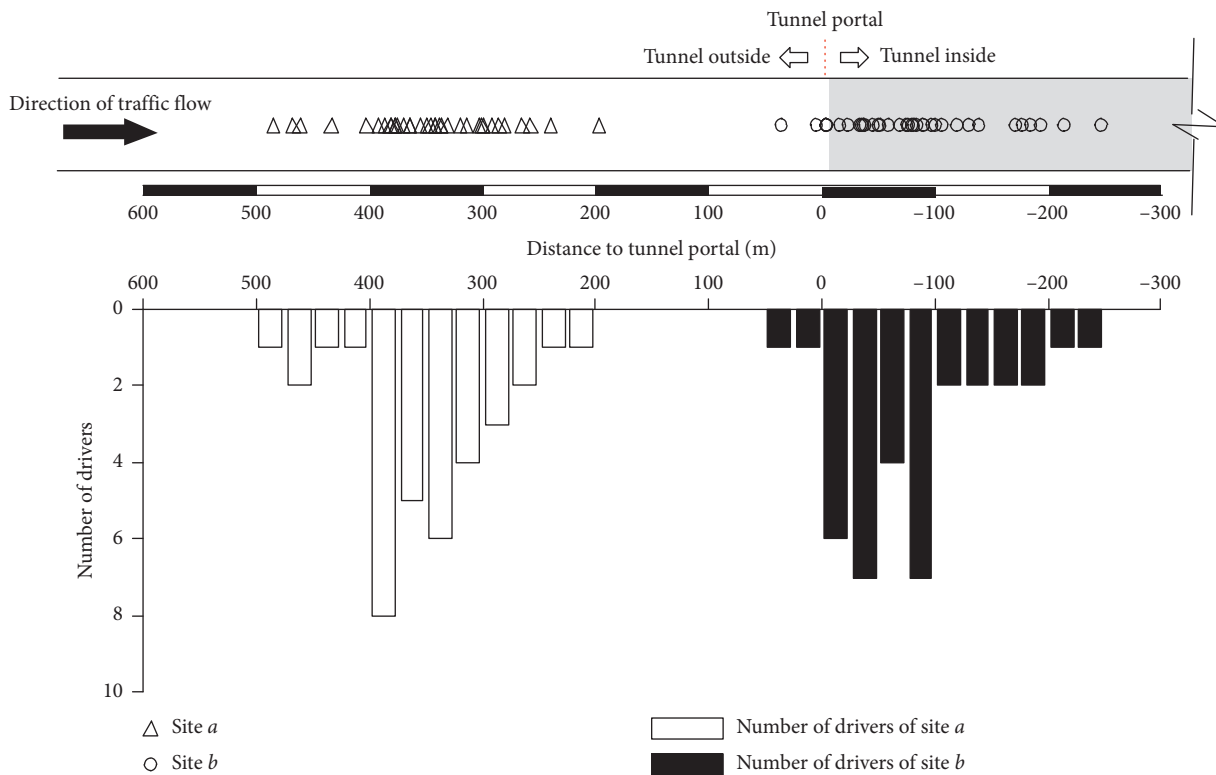 Tunnel portal
Tunnel outside Tunnel inside
Direction of traffic flow
600 500 400 300 200 100 0 –100 –200 –300
Distance to tunnel portal (m)
600 500 400 300 200 100 0 –100 –200 –300
0
2
4
6
8
10
Number of drivers
Site a Number of drivers of site a
Site b Number of drivers of site b